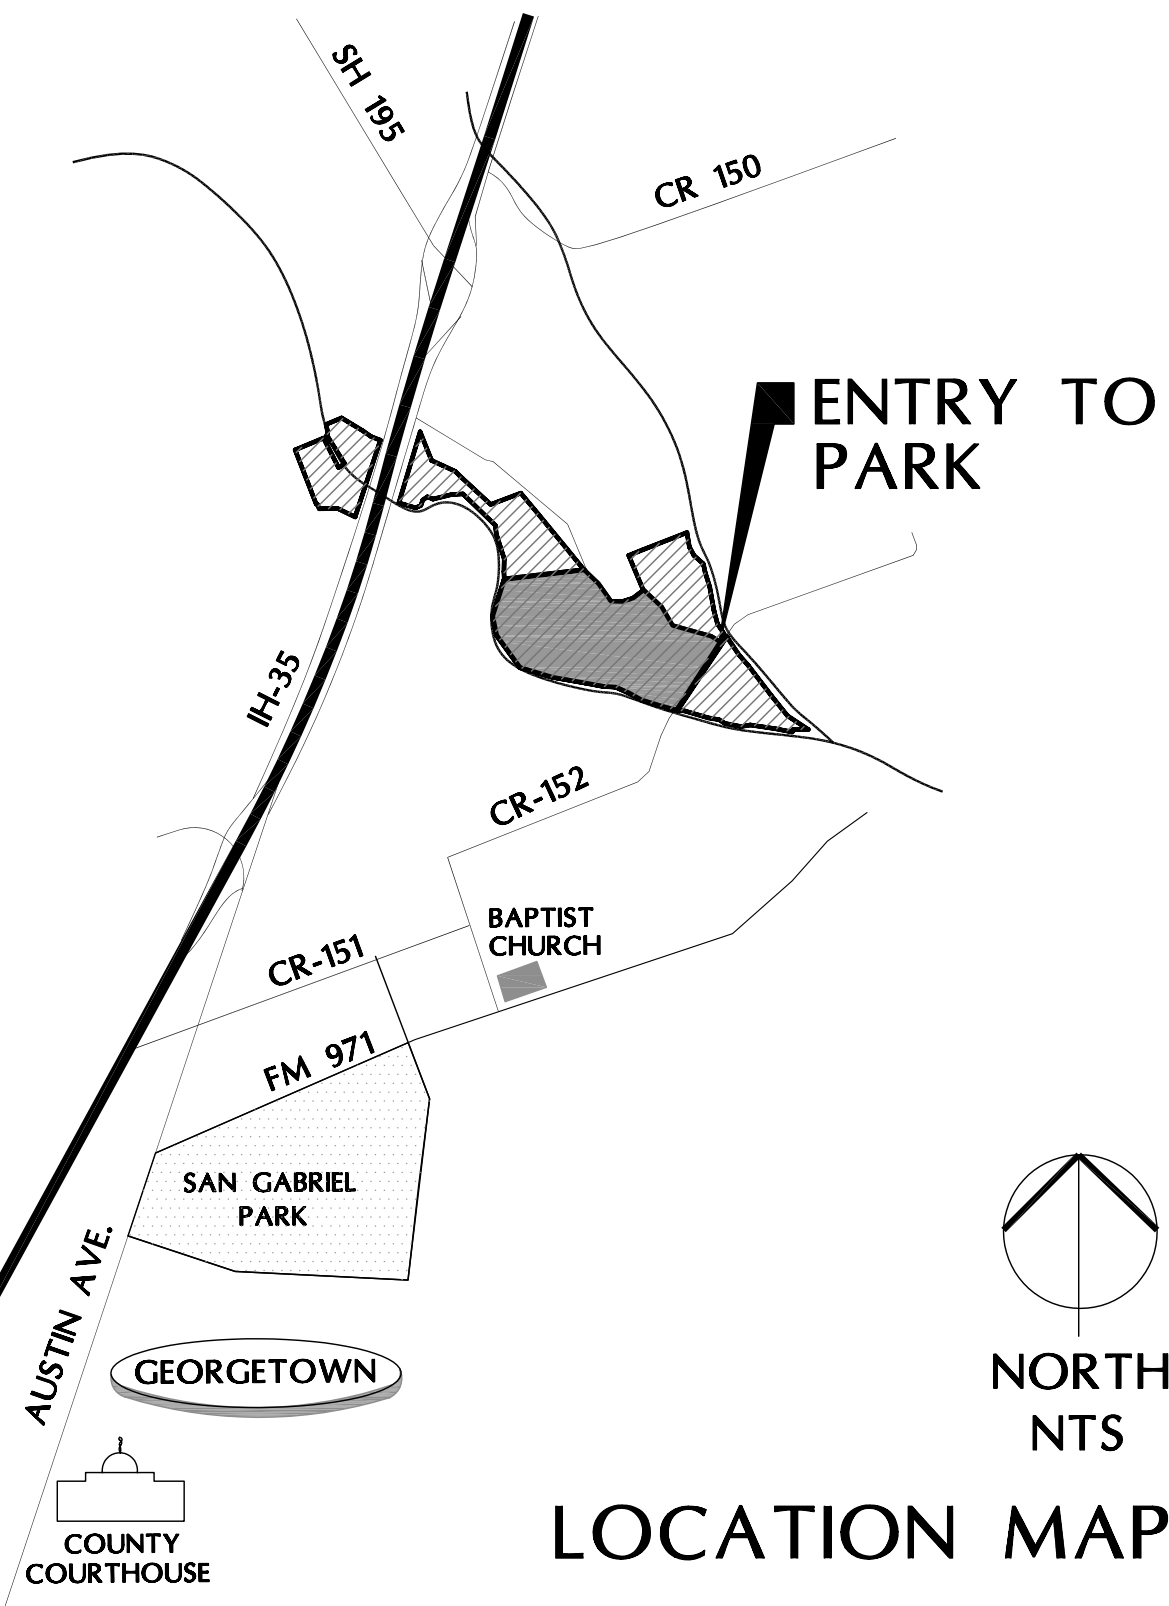 SH 195
CR 150
ENTRY TO
PARK
IH-35
CR-152
BAPTIST
CHURCH
CR-151
FM 971
SAN GABRIEL
PARK
AUSTIN AVE.
GEORGETOWN
NORTH
NTS
COUNTY
COURTHOUSE
LOCATION MAP